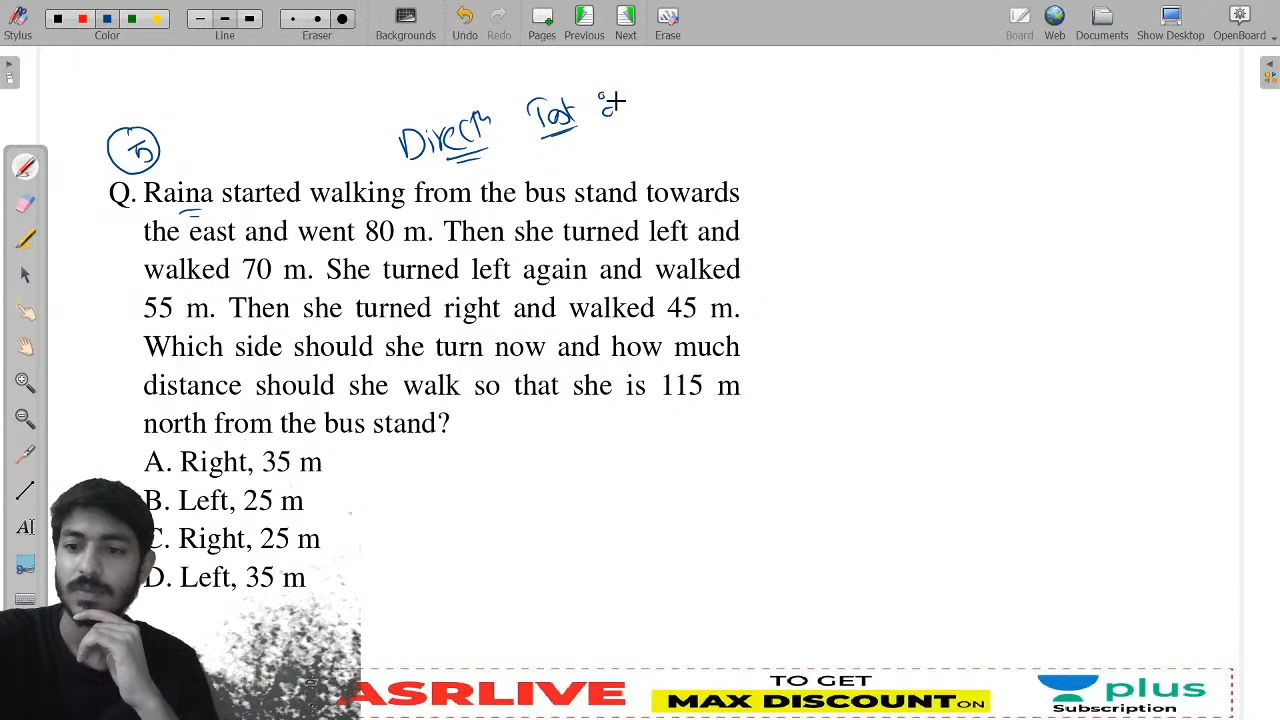 Stylus Color Line Eraser Backgrounds Undo Redo Pages Previous Next Erase Board Web Documents Show Desktop OpenBoard
Direct Test
Q. Raina started walking from the bus stand towards
the east and went 80 m. Then she turned left and
walked 70 m. She turned left again and walked
55 m. Then she turned right and walked 45 m.
Which side should she turn now and how much
distance should she walk so that she is 115 m
north from the bus stand?
A. Right, 35 m
B. Left, 25 m
C. Right, 25 m
D. Left, 35 m
AI
ASRLIVE
TO GET
MAX DISCOUNT ON
plus
Subscription